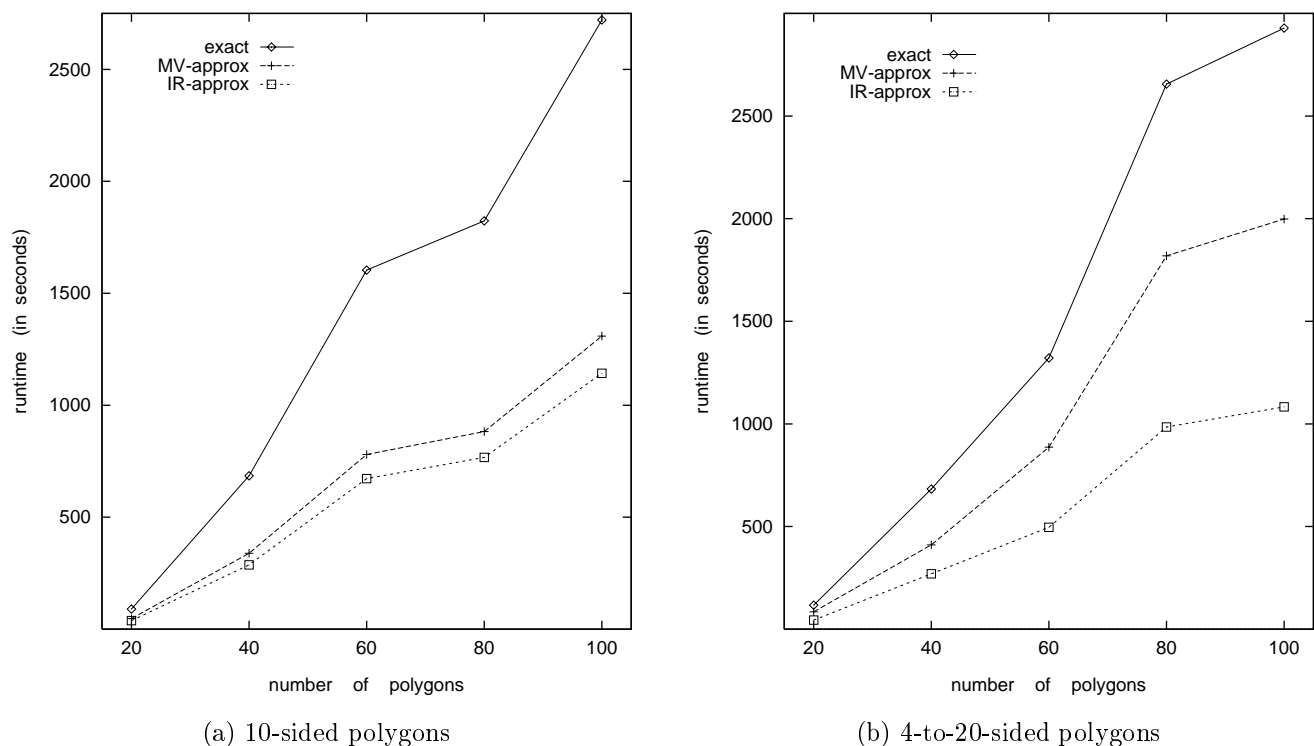 exact
MV-approx
IR-approx
2500
2000
1500
1000
500
runtime (in seconds)
20 40 60 80 100
number of polygons
(a) 10-sided polygons
exact
MV-approx
IR-approx
2500
2000
1500
1000
500
runtime (in seconds)
20 40 60 80 100
number of polygons
(b) 4-to-20-sided polygons